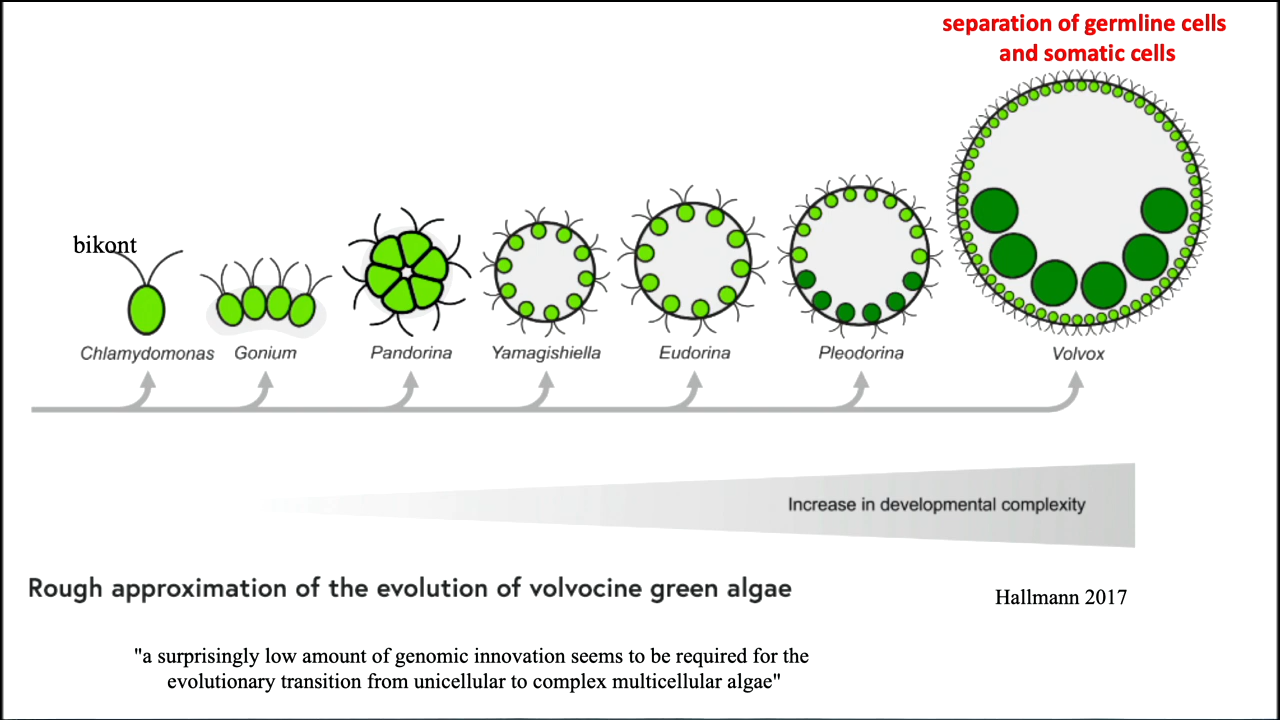 separation of germline cells
and somatic cells
bikont
Chlamydomonas
Gonium
Pandorina
Yamagishiella
Eudorina
Pleodorina
Volvox
Increase in developmental complexity
Rough approximation of the evolution of volvocine green algae
Hallmann 2017
"a surprisingly low amount of genomic innovation seems to be required for the
evolutionary transition from unicellular to complex multicellular algae"